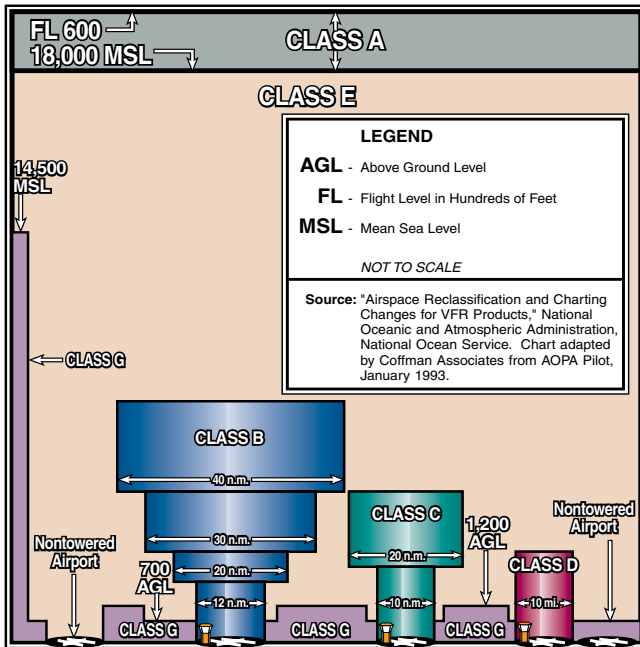 FL 600
18,000 MSL
CLASS A
CLASS E
14,500
MSL
LEGEND
AGL - Above Ground Level
FL - Flight Level in Hundreds of Feet
MSL - Mean Sea Level
NOT TO SCALE
Source: "Airspace Reclassification and Charting
Changes for VFR Products," National
Oceanic and Atmospheric Administration,
National Ocean Service. Chart adapted
by Coffman Associates from AOPA Pilot,
January 1993.
CLASS G
CLASS B
40 n.m.
30 n.m.
20 n.m.
12 n.m.
CLASS C
20 n.m.
10 n.m.
Nontowered
Airport
700
AGL
1,200
AGL
CLASS D
10 mi.
Nontowered
Airport
CLASS G
CLASS G
CLASS G